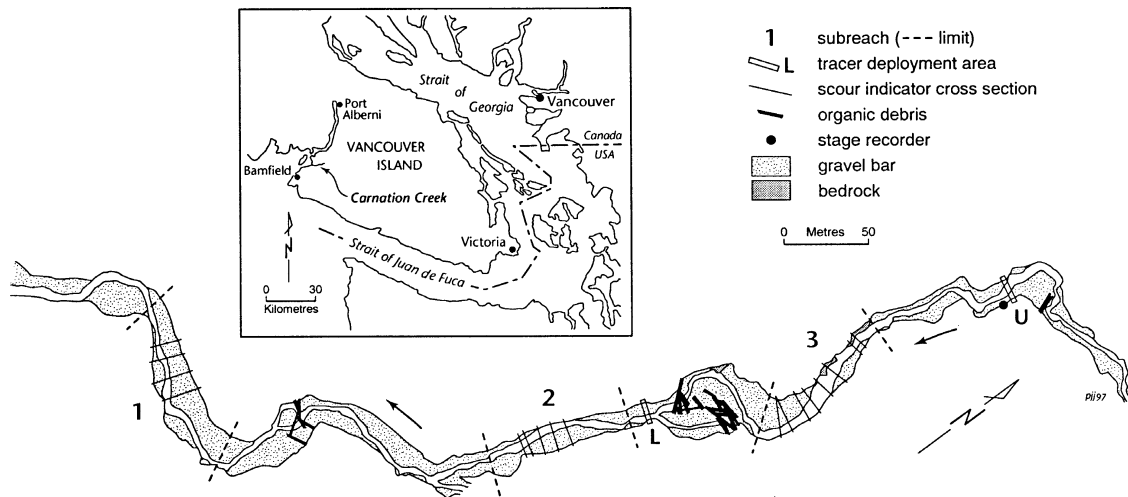 Strait
of
Georgia
Vancouver
Port
Alberni
VANCOUVER
ISLAND
Canada
USA
Bamfield
Carnation Creek
N
Victoria
Strait of Juan de Fuca
0 30
Kilometres
1 subreach (--- limit)
L tracer deployment area
scour indicator cross section
organic debris
stage recorder
gravel bar
bedrock
0 Metres 50
1
2
L
3
U
N
pjj97